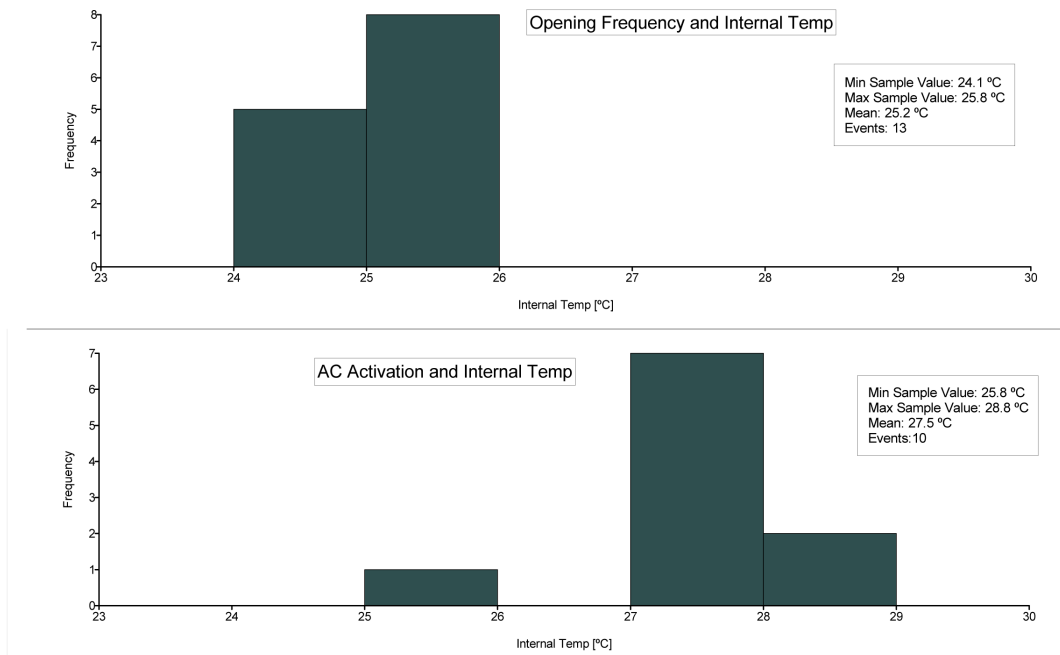 Opening Frequency and Internal Temp
Min Sample Value: 24.1 ºC
Max Sample Value: 25.8 ºC
Mean: 25.2 ºC
Events: 13
8
7
6
5
4
3
2
1
0
Frequency
23 24 25 26 27 28 29 30
Internal Temp [ºC]
AC Activation and Internal Temp
Min Sample Value: 25.8 ºC
Max Sample Value: 28.8 ºC
Mean: 27.5 ºC
Events:10
7
6
5
4
3
2
1
0
Frequency
23 24 25 26 27 28 29 30
Internal Temp [ºC]